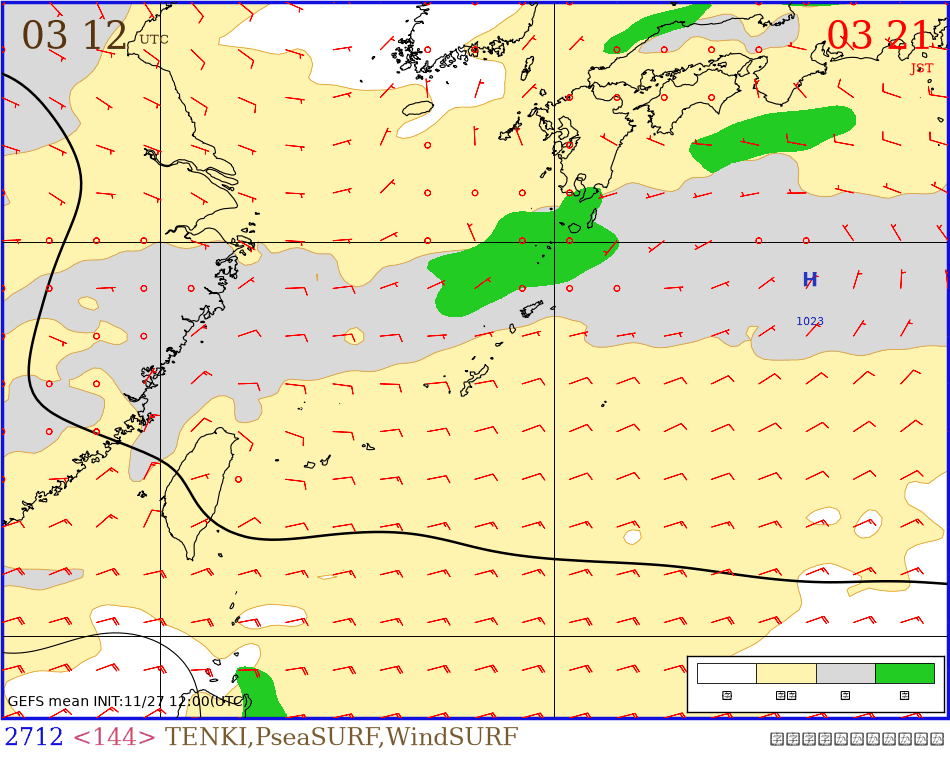 03 12 UTC
03 21 JST
H
1023
GEFS mean INIT:11/27 12:00(UTC)
2712 <144> TENKI,PseaSURF,WindSURF